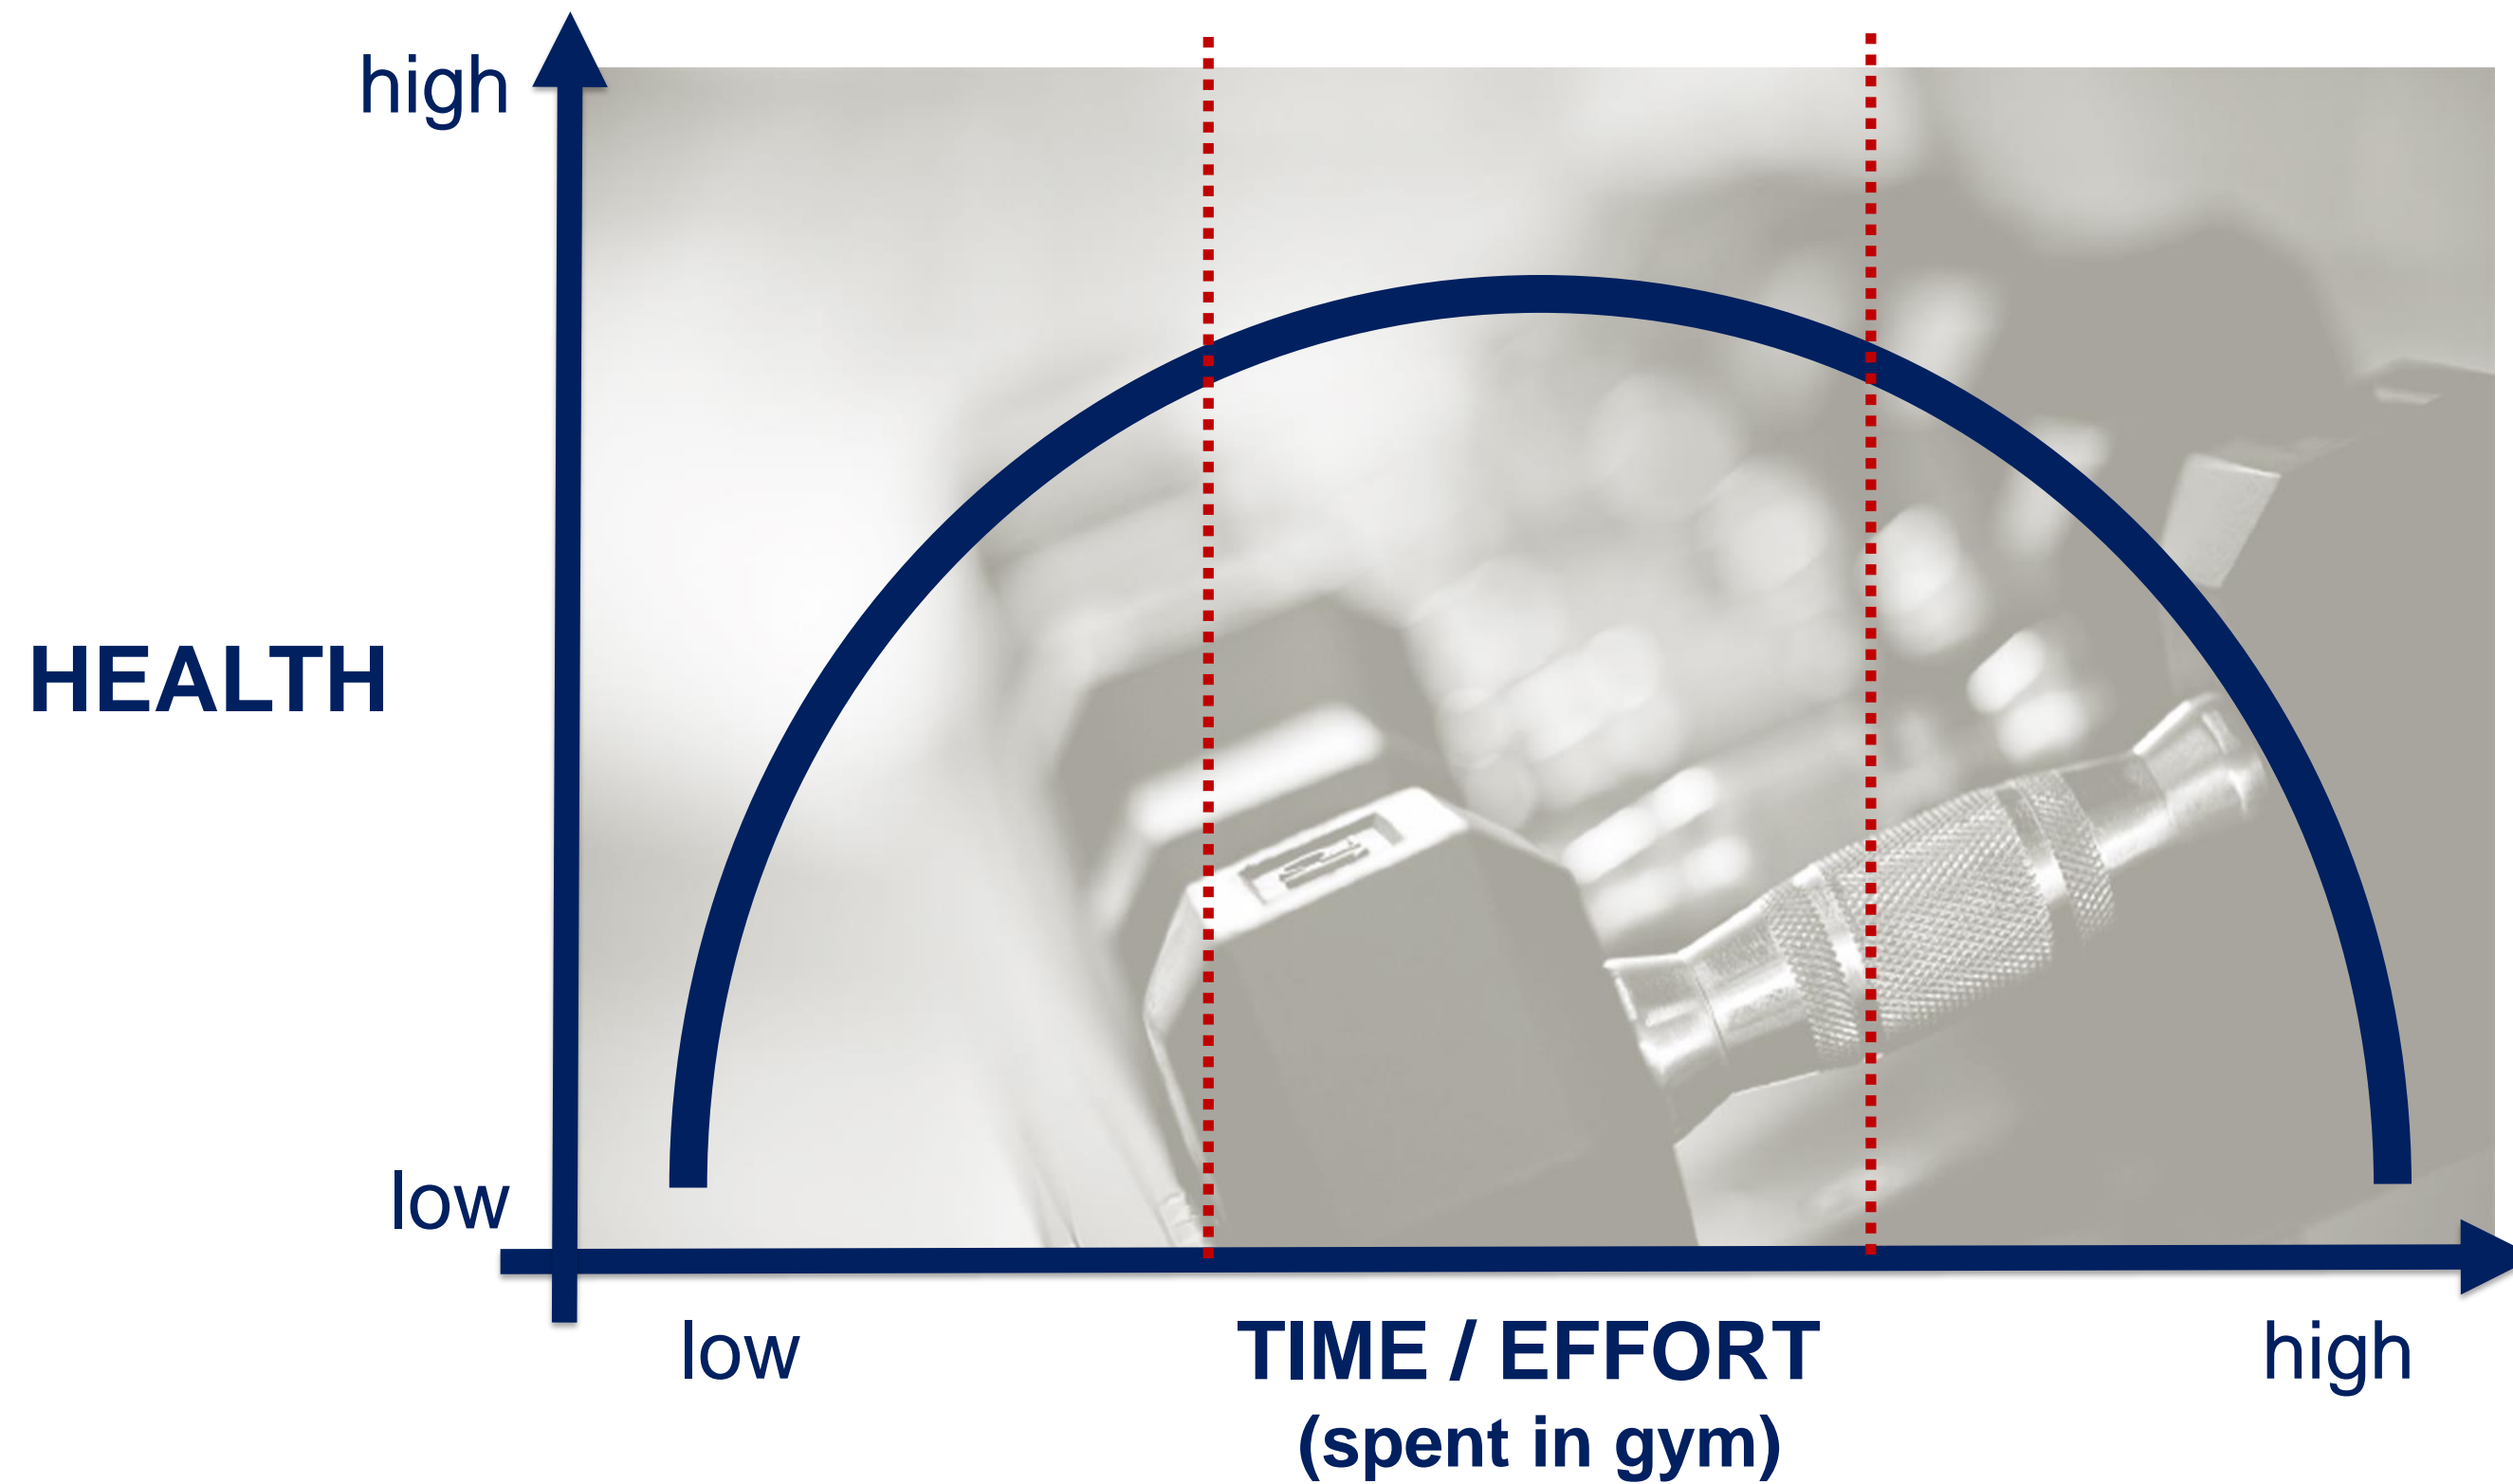 high
HEALTH
low
low
TIME / EFFORT
high
(spent in gym)